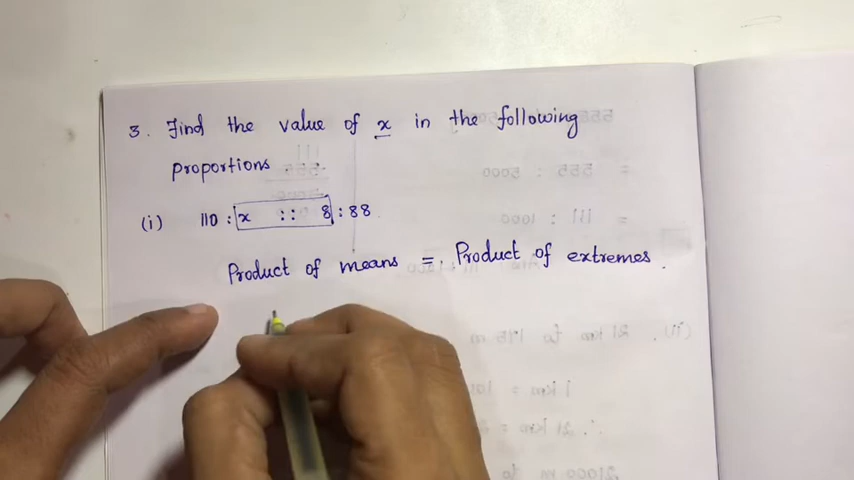 3. Find the value of x in the following
proportions.
(i) 110 : x :: 8 : 88
Product of means = Product of extremes.